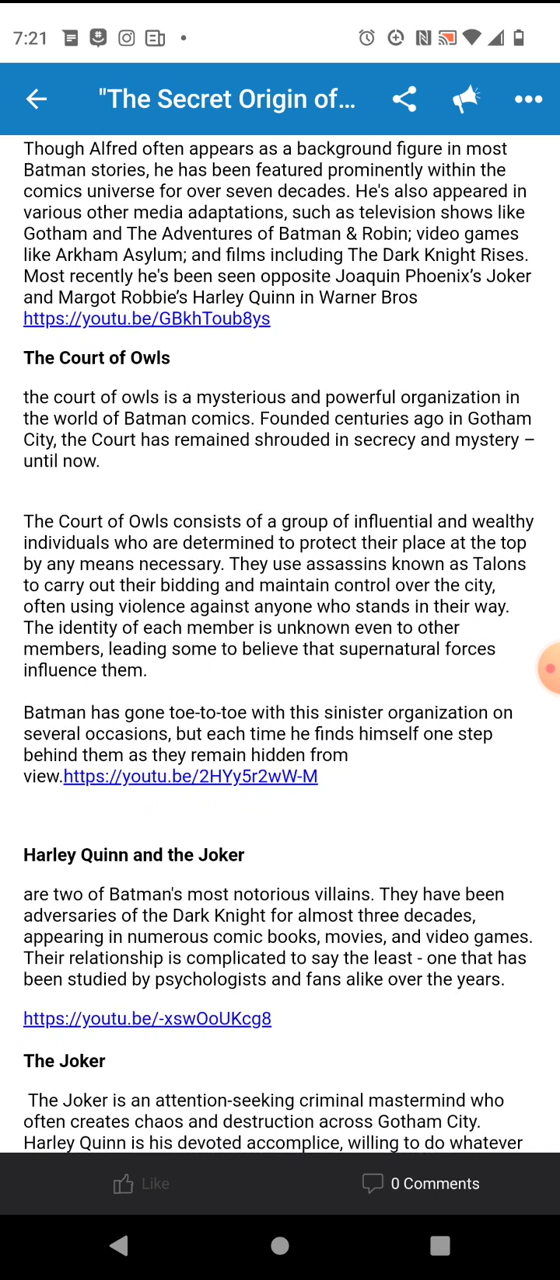 7:21
"The Secret Origin of...
Though Alfred often appears as a background figure in most
Batman stories, he has been featured prominently within the
comics universe for over seven decades. He's also appeared in
various other media adaptations, such as television shows like
Gotham and The Adventures of Batman & Robin; video games
like Arkham Asylum; and films including The Dark Knight Rises.
Most recently he's been seen opposite Joaquin Phoenix’s Joker
and Margot Robbie’s Harley Quinn in Warner Bros
https://youtu.be/GBkhToub8ys
The Court of Owls
the court of owls is a mysterious and powerful organization in
the world of Batman comics. Founded centuries ago in Gotham
City, the Court has remained shrouded in secrecy and mystery –
until now.
The Court of Owls consists of a group of influential and wealthy
individuals who are determined to protect their place at the top
by any means necessary. They use assassins known as Talons
to carry out their bidding and maintain control over the city,
often using violence against anyone who stands in their way.
The identity of each member is unknown even to other
members, leading some to believe that supernatural forces
influence them.
Batman has gone toe-to-toe with this sinister organization on
several occasions, but each time he finds himself one step
behind them as they remain hidden from
view.https://youtu.be/2HYy5r2wW-M
Harley Quinn and the Joker
are two of Batman's most notorious villains. They have been
adversaries of the Dark Knight for almost three decades,
appearing in numerous comic books, movies, and video games.
Their relationship is complicated to say the least - one that has
been studied by psychologists and fans alike over the years.
https://youtu.be/-xswOoUKcg8
The Joker
The Joker is an attention-seeking criminal mastermind who
often creates chaos and destruction across Gotham City.
Harley Quinn is his devoted accomplice, willing to do whatever
Like
0 Comments